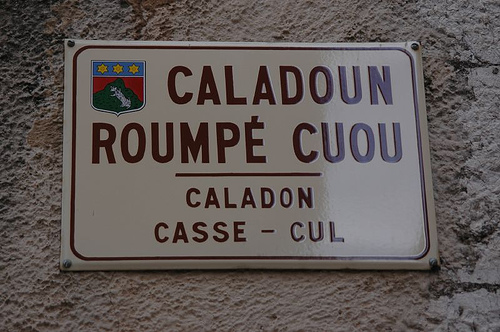 CALADOUN
ROUMPÉ CUOU
CALADON
CASSE - CUL